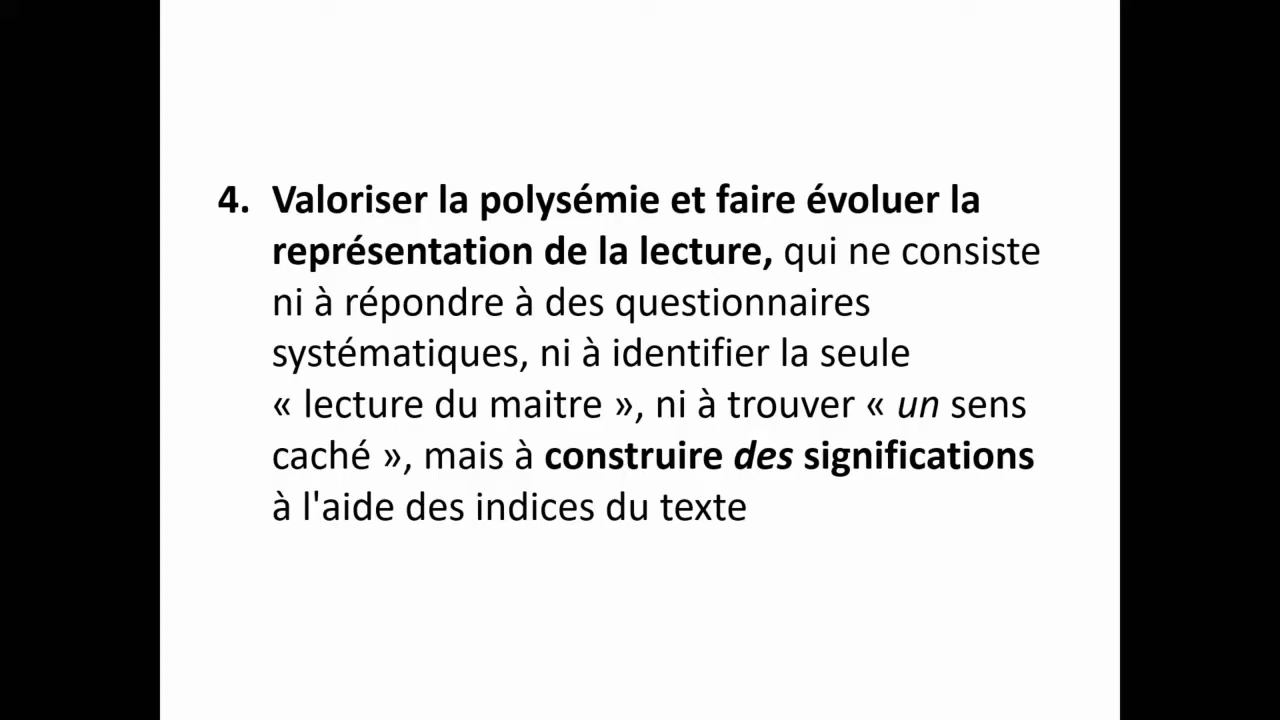 4. Valoriser la polysémie et faire évoluer la
représentation de la lecture, qui ne consiste
ni à répondre à des questionnaires
systématiques, ni à identifier la seule
« lecture du maitre », ni à trouver « un sens
caché », mais à construire des significations
à l'aide des indices du texte